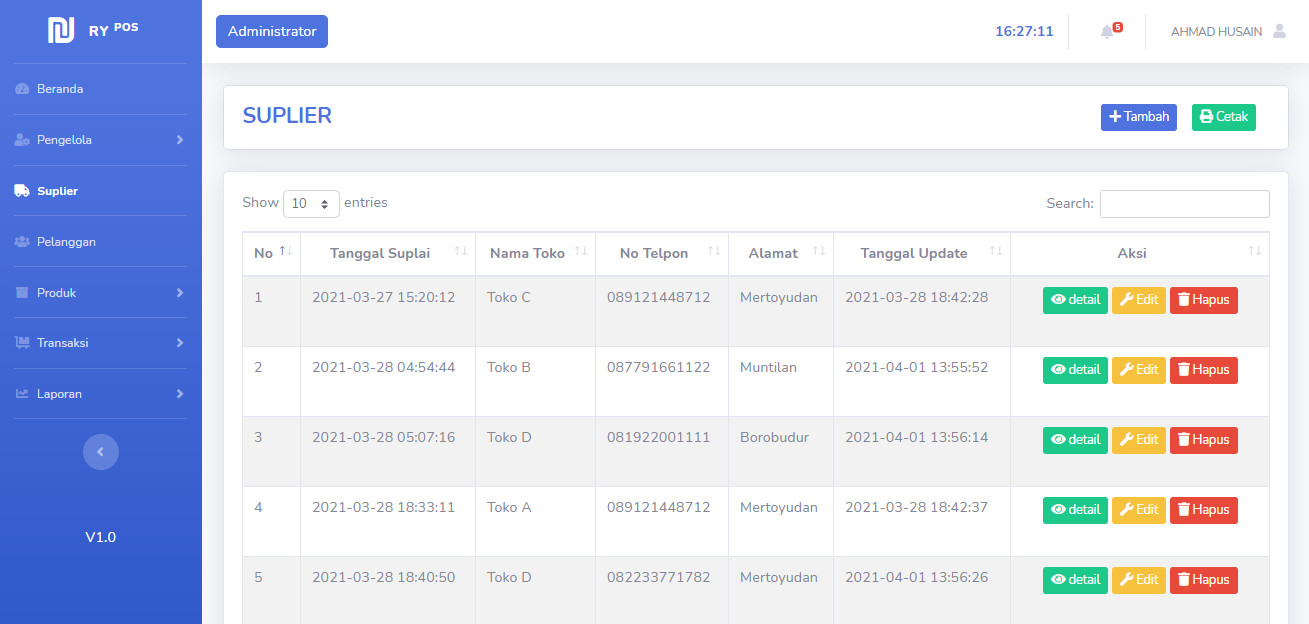 RY POS
Administrator
16:27:11
5
AHMAD HUSAIN
Beranda
Pengelola
Suplier
Pelanggan
Produk
Transaksi
Laporan
V1.0
SUPLIER
Tambah
Cetak
Show 10 entries
Search:
No Tanggal Suplai Nama Toko No Telpon Alamat Tanggal Update Aksi
1 2021-03-27 15:20:12 Toko C 089121448712 Mertoyudan 2021-03-28 18:42:28 detail Edit Hapus
2 2021-03-28 04:54:44 Toko B 087791661122 Muntilan 2021-04-01 13:55:52 detail Edit Hapus
3 2021-03-28 05:07:16 Toko D 081922001111 Borobudur 2021-04-01 13:56:14 detail Edit Hapus
4 2021-03-28 18:33:11 Toko A 089121448712 Mertoyudan 2021-03-28 18:42:37 detail Edit Hapus
5 2021-03-28 18:40:50 Toko D 082233771782 Mertoyudan 2021-04-01 13:56:26 detail Edit Hapus